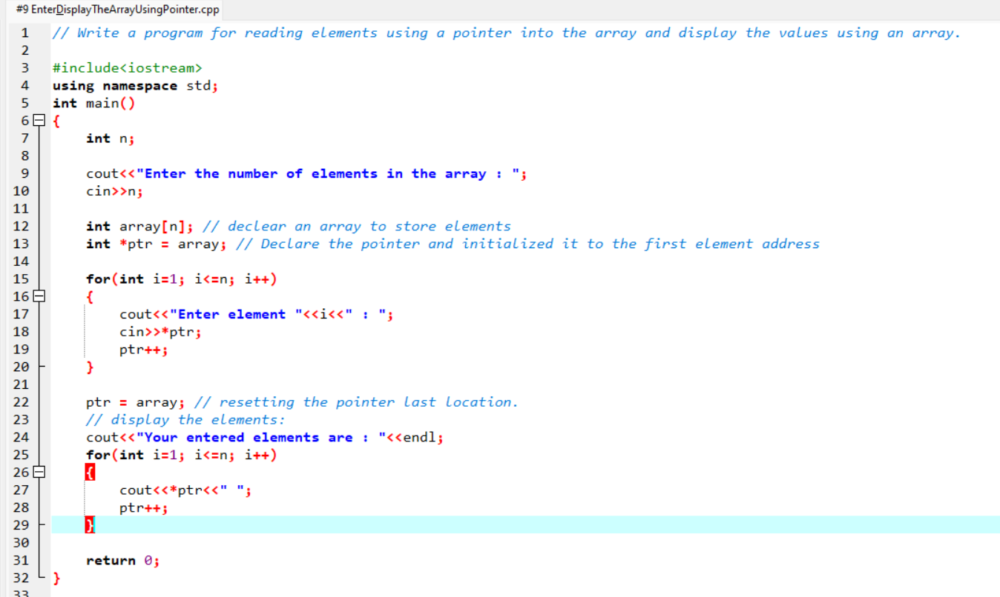 #9 EnterDisplayTheArrayUsingPointer.cpp
1 // Write a program for reading elements using a pointer into the array and display the values using an array.
2
3 #include<iostream>
4 using namespace std;
5 int main()
6 {
7 int n;
8
9 cout<<"Enter the number of elements in the array : ";
10 cin>>n;
11
12 int array[n]; // declear an array to store elements
13 int *ptr = array; // Declare the pointer and initialized it to the first element address
14
15 for(int i=1; i<=n; i++)
16 {
17 cout<<"Enter element "<<i<<" : ";
18 cin>>*ptr;
19 ptr++;
20 }
21
22 ptr = array; // resetting the pointer last location.
23 // display the elements:
24 cout<<"Your entered elements are : "<<endl;
25 for(int i=1; i<=n; i++)
26 {
27 cout<<*ptr<<" ";
28 ptr++;
29 }
30
31 return 0;
32 }
33